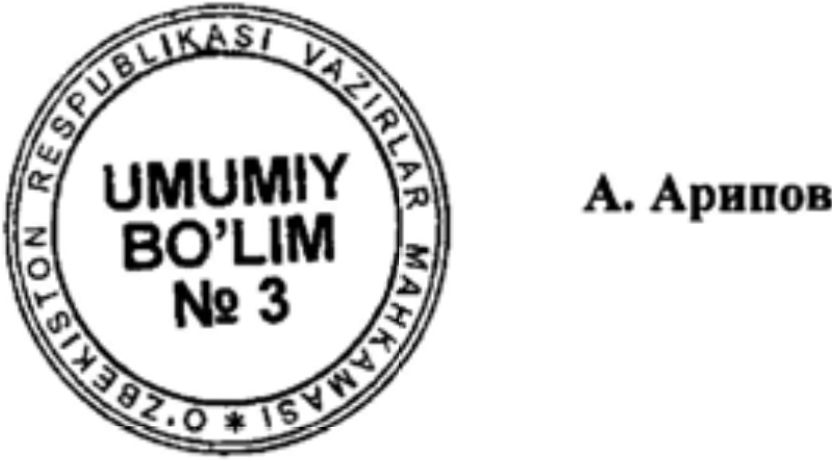 O'ZBEKISTON RESPUBLIKASI VAZIRLAR MAHKAMASI *
UMUMIY
BO'LIM
№ 3
А. Арипов